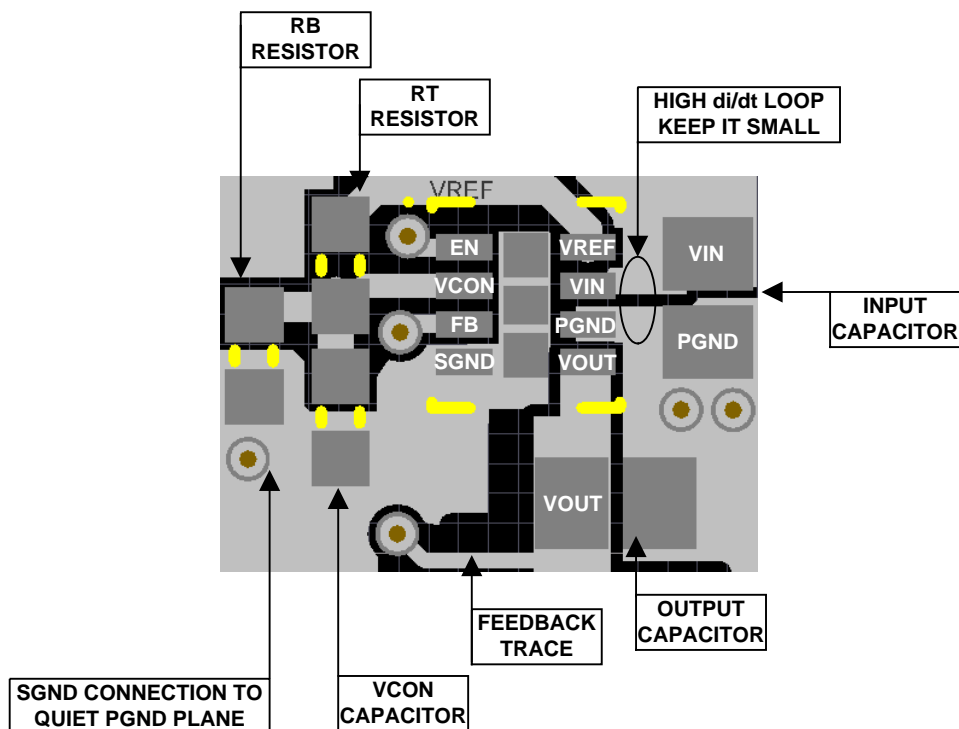 RB
RESISTOR
RT
RESISTOR
HIGH di/dt LOOP
KEEP IT SMALL
VREF
EN
VREF
VIN
VCON
VIN
FB
PGND
PGND
SGND
VOUT
INPUT
CAPACITOR
VOUT
FEEDBACK
TRACE
OUTPUT
CAPACITOR
SGND CONNECTION TO
QUIET PGND PLANE
VCON
CAPACITOR